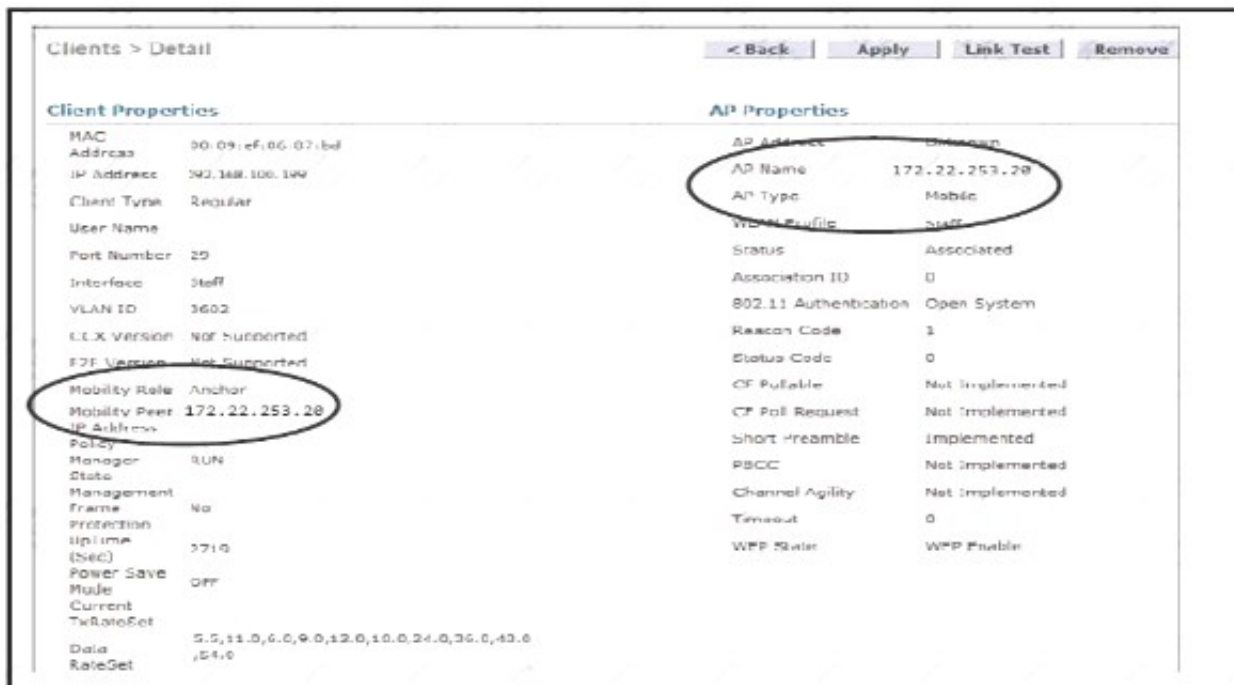 Clients > Detail
< Back
Apply
Link Test
Remove
Client Properties
MAC
Address
00:09:ef:06:07:bd
IP Address
192.168.100.199
Client Type
Regular
User Name
Port Number
29
Interface
Staff
VLAN ID
3602
CCX Version
Not Supported
E2E Version
Not Supported
Mobility Role
Anchor
Mobility Peer
IP Address
172.22.253.20
Policy
Manager
State
RUN
Management
Frame
Protection
No
UpTime
(Sec)
2719
Power Save
Mode
OFF
Current
TxRateSet
Data
RateSet
5.5,11.0,6.0,9.0,12.0,18.0,24.0,36.0,48.0
,54.0
AP Properties
AP Address
Unknown
AP Name
172.22.253.20
AP Type
Mobile
WLAN Profile
Staff
Status
Associated
Association ID
0
802.11 Authentication
Open System
Reason Code
1
Status Code
0
CF Pollable
Not Implemented
CF Poll Request
Not Implemented
Short Preamble
Implemented
PBCC
Not Implemented
Channel Agility
Not Implemented
Timeout
0
WEP State
WEP Enable